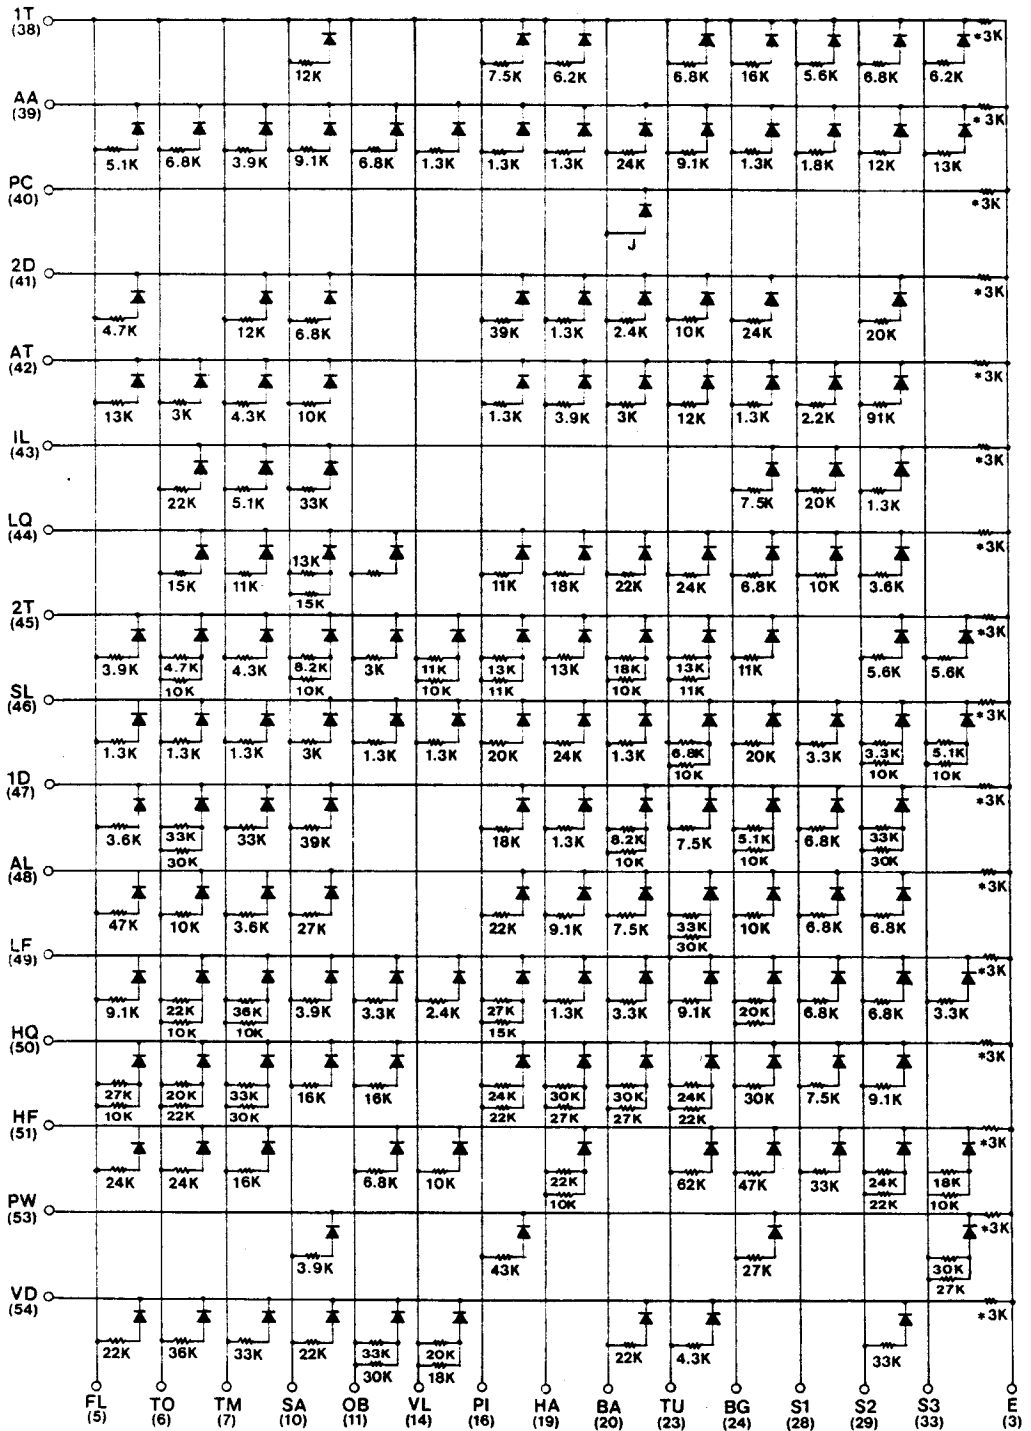 1T
(38)
*3K
12K 7.5K 6.2K 6.8K 16K 5.6K 6.8K 6.2K
AA
(39)
*3K
5.1K 6.8K 3.9K 9.1K 6.8K 1.3K 1.3K 1.3K 24K 9.1K 1.3K 1.8K 12K 13K
PC
(40)
*3K
J
2D
(41)
*3K
4.7K 12K 6.8K 39K 1.3K 2.4K 10K 24K 20K
AT
(42)
*3K
13K 3K 4.3K 10K 1.3K 3.9K 3K 12K 1.3K 2.2K 91K
IL
(43)
*3K
22K 5.1K 33K 7.5K 20K 1.3K
LQ
(44)
*3K
13K
15K 11K 11K 18K 22K 24K 6.8K 10K 3.6K
15K
2T
(45)
*3K
3.9K 4.7K 4.3K 8.2K 3K 11K 13K 13K 18K 13K 11K 5.6K 5.6K
10K 10K 10K 11K 10K 11K
SL
(46)
*3K
1.3K 1.3K 1.3K 3K 1.3K 1.3K 20K 24K 1.3K 6.8K 20K 3.3K 3.3K 5.1K
10K 10K 10K
1D
(47)
*3K
3.6K 33K 33K 39K 18K 1.3K 8.2K 7.5K 5.1K 6.8K 33K
30K 10K 10K 30K
AL
(48)
*3K
47K 10K 3.6K 27K 22K 9.1K 7.5K 33K 10K 6.8K 6.8K
30K
LF
(49)
*3K
9.1K 22K 36K 3.9K 3.3K 2.4K 27K 1.3K 3.3K 9.1K 20K 6.8K 6.8K 3.3K
10K 10K 15K
HQ
(50)
*3K
27K 20K 33K 16K 16K 24K 30K 30K 24K 30K 7.5K 9.1K
10K 22K 30K 22K 27K 27K 22K
HF
(51)
*3K
24K 24K 16K 6.8K 10K 22K 62K 47K 33K 24K 18K
10K 22K 10K
PW
(53)
*3K
3.9K 43K 27K 30K
27K
VD
(54)
*3K
22K 36K 33K 22K 33K 20K 22K 4.3K 33K
30K 18K
FL TO TM SA OB VL PI HA BA TU BG S1 S2 S3 E
(5) (6) (7) (10) (11) (14) (16) (19) (20) (23) (24) (28) (29) (33) (3)